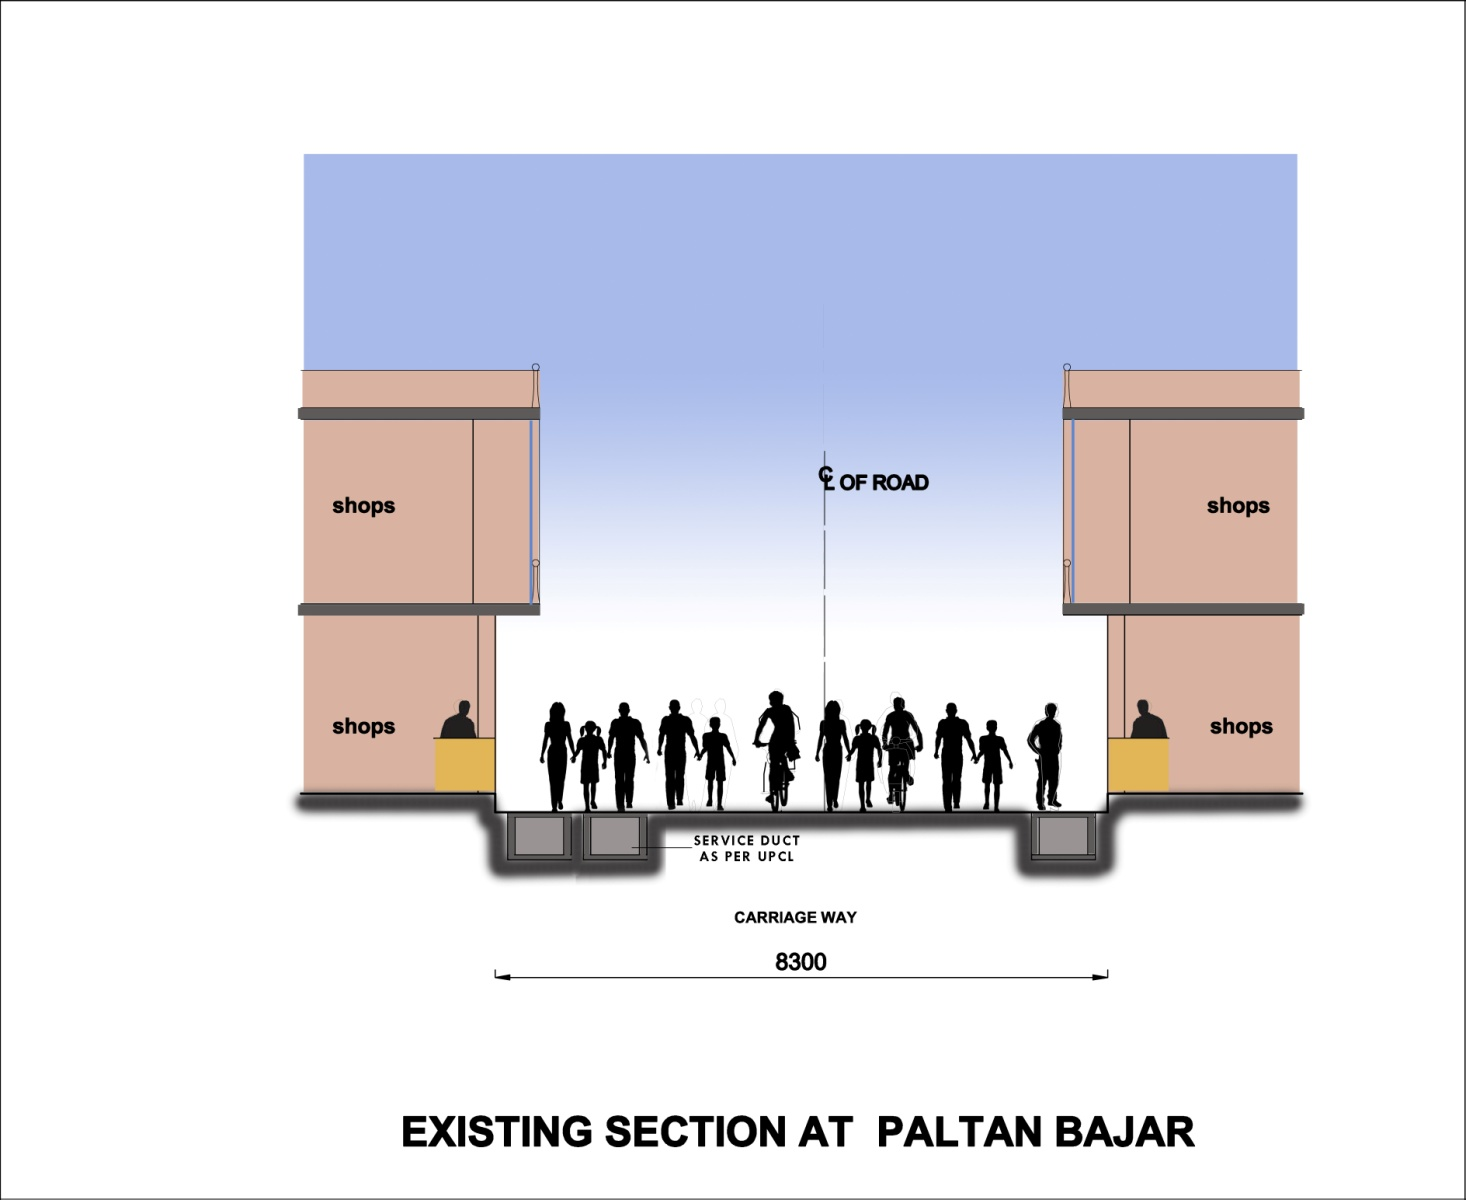 ℄ OF ROAD
shops
shops
shops
shops
SERVICE DUCT
AS PER UPCL
CARRIAGE WAY
8300
EXISTING SECTION AT PALTAN BAJAR